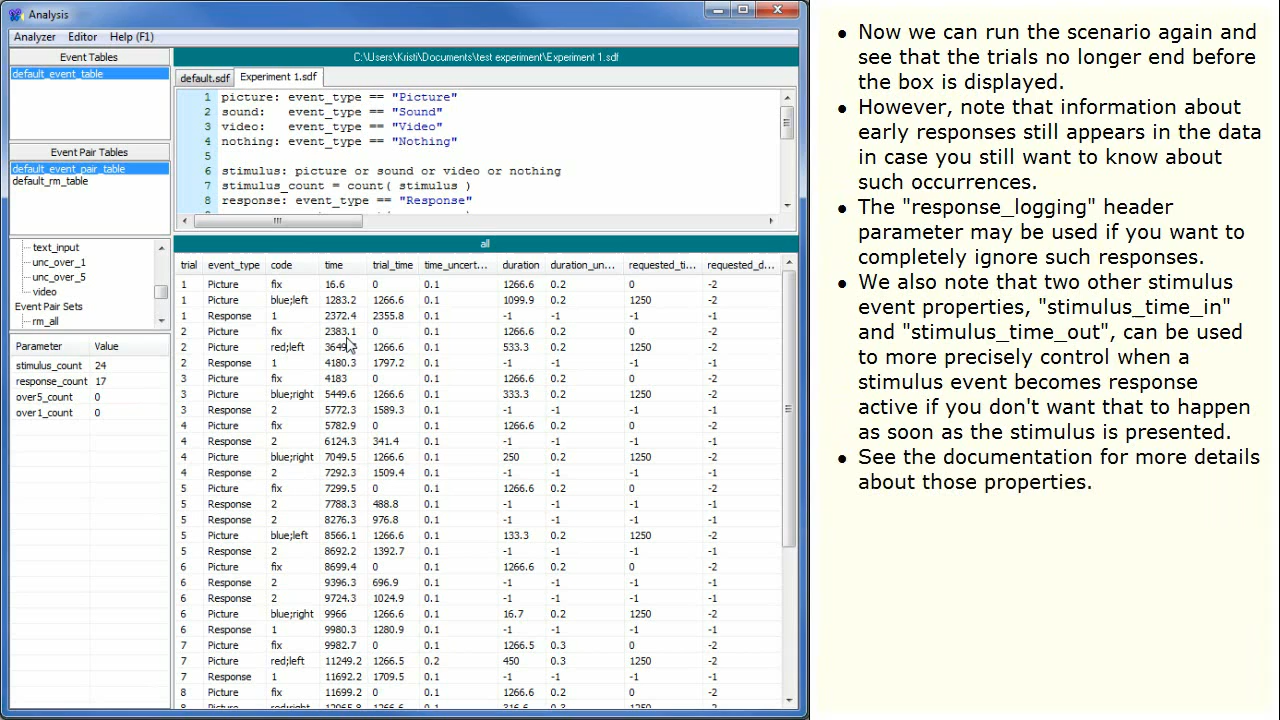 Analysis
Analyzer Editor Help (F1)
Event Tables
default_event_table
Event Pair Tables
default_event_pair_table
default_rm_table
text_input
unc_over_1
unc_over_5
video
Event Pair Sets
rm_all
Parameter Value
stimulus_count 24
response_count 17
over5_count 0
over1_count 0
C:\Users\Kristi\Documents\test experiment\Experiment 1.sdf
default.sdf Experiment 1.sdf
1 picture: event_type == "Picture"
2 sound: event_type == "Sound"
3 video: event_type == "Video"
4 nothing: event_type == "Nothing"
5
6 stimulus: picture or sound or video or nothing
7 stimulus_count = count( stimulus )
8 response: event_type == "Response"
all
trial event_type code time trial_time time_uncert... duration duration_un... requested_ti... requested_d...
1 Picture fix 16.6 0 0.1 1266.6 0.2 0 -2
1 Picture blue;left 1283.2 1266.6 0.1 1099.9 0.2 1250 -2
1 Response 1 2372.4 2355.8 0.1 -1 -1 -1 -1
2 Picture fix 2383.1 0 0.1 1266.6 0.2 0 -2
2 Picture red;left 1266.6 0.1 533.3 0.2 1250 -2
2 Response 1 4180.3 1797.2 0.1 -1 -1 -1 -1
3 Picture fix 4183 0 0.1 1266.6 0.2 0 -2
3 Picture blue;right 5449.6 1266.6 0.1 333.3 0.2 1250 -2
3 Response 2 5772.3 1589.3 0.1 -1 -1 -1 -1
4 Picture fix 5782.9 0 0.1 1266.6 0.2 0 -2
4 Response 2 6124.3 341.4 0.1 -1 -1 -1 -1
4 Picture blue;right 7049.5 1266.6 0.1 250 0.2 1250 -2
4 Response 2 7292.3 1509.4 0.1 -1 -1 -1 -1
5 Picture fix 7299.5 0 0.1 1266.6 0.2 0 -2
5 Response 2 7788.3 488.8 0.1 -1 -1 -1 -1
5 Response 2 8276.3 976.8 0.1 -1 -1 -1 -1
5 Picture blue;left 8566.1 1266.6 0.1 133.3 0.2 1250 -2
5 Response 2 8692.2 1392.7 0.1 -1 -1 -1 -1
6 Picture fix 8699.4 0 0.1 1266.6 0.2 0 -2
6 Response 2 9396.3 696.9 0.1 -1 -1 -1 -1
6 Response 2 9724.3 1024.9 0.1 -1 -1 -1 -1
6 Picture blue;right 9966 1266.6 0.1 16.7 0.2 1250 -2
6 Response 1 9980.3 1280.9 0.1 -1 -1 -1 -1
7 Picture fix 9982.7 0 0.1 1266.5 0.3 0 -2
7 Picture red;left 11249.2 1266.5 0.2 450 0.3 1250 -2
7 Response 1 11692.2 1709.5 0.1 -1 -1 -1 -1
8 Picture fix 11699.2 0 0.1 1266.6 0.2 0 -2
● Now we can run the scenario again and
see that the trials no longer end before
the box is displayed.
● However, note that information about
early responses still appears in the data
in case you still want to know about
such occurrences.
● The "response_logging" header
parameter may be used if you want to
completely ignore such responses.
● We also note that two other stimulus
event properties, "stimulus_time_in"
and "stimulus_time_out", can be used
to more precisely control when a
stimulus event becomes response
active if you don't want that to happen
as soon as the stimulus is presented.
● See the documentation for more details
about those properties.